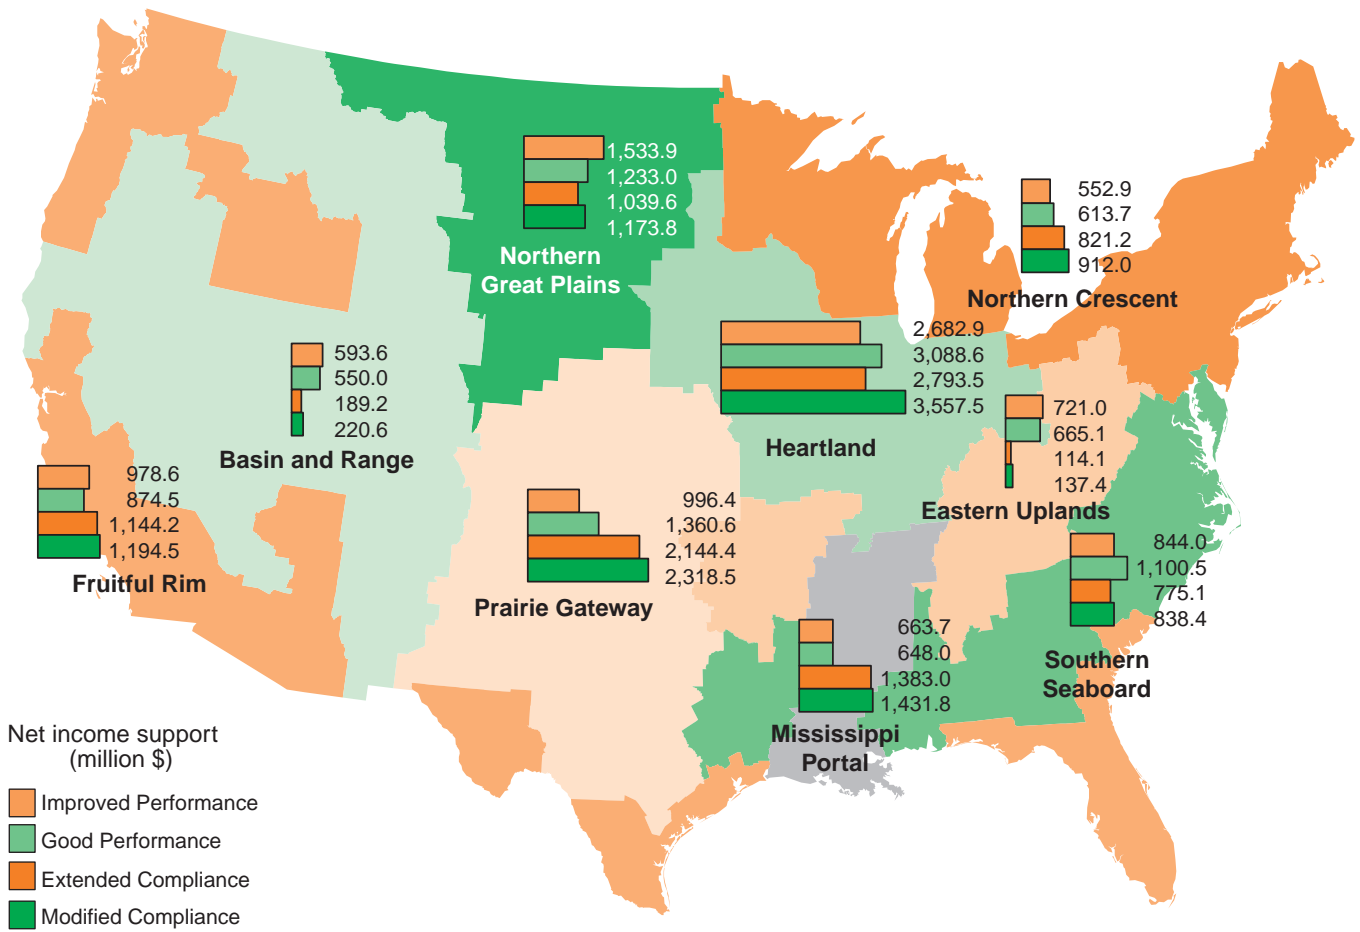 1,533.9
1,233.0
1,039.6
1,173.8
Northern
Great Plains
552.9
613.7
821.2
912.0
Northern Crescent
593.6
550.0
189.2
220.6
Basin and Range
2,682.9
3,088.6
2,793.5
3,557.5
Heartland
721.0
665.1
114.1
137.4
Eastern Uplands
978.6
874.5
1,144.2
1,194.5
Fruitful Rim
996.4
1,360.6
2,144.4
2,318.5
Prairie Gateway
844.0
1,100.5
775.1
838.4
Southern
Seaboard
663.7
648.0
1,383.0
1,431.8
Mississippi
Portal
Net income support
(million $)
Improved Performance
Good Performance
Extended Compliance
Modified Compliance